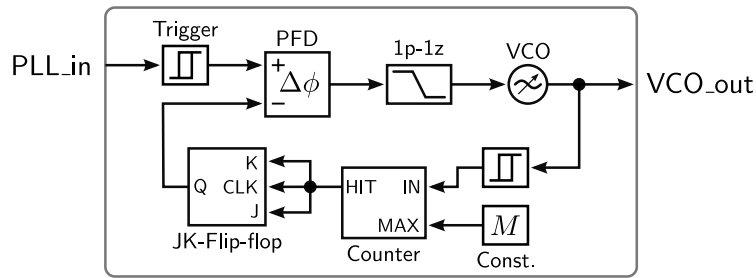 Trigger
PFD
1p-1z
VCO
PLL_in
+
Δϕ
−
VCO_out
K
Q
CLK
J
HIT
IN
MAX
M
JK-Flip-flop
Counter
Const.